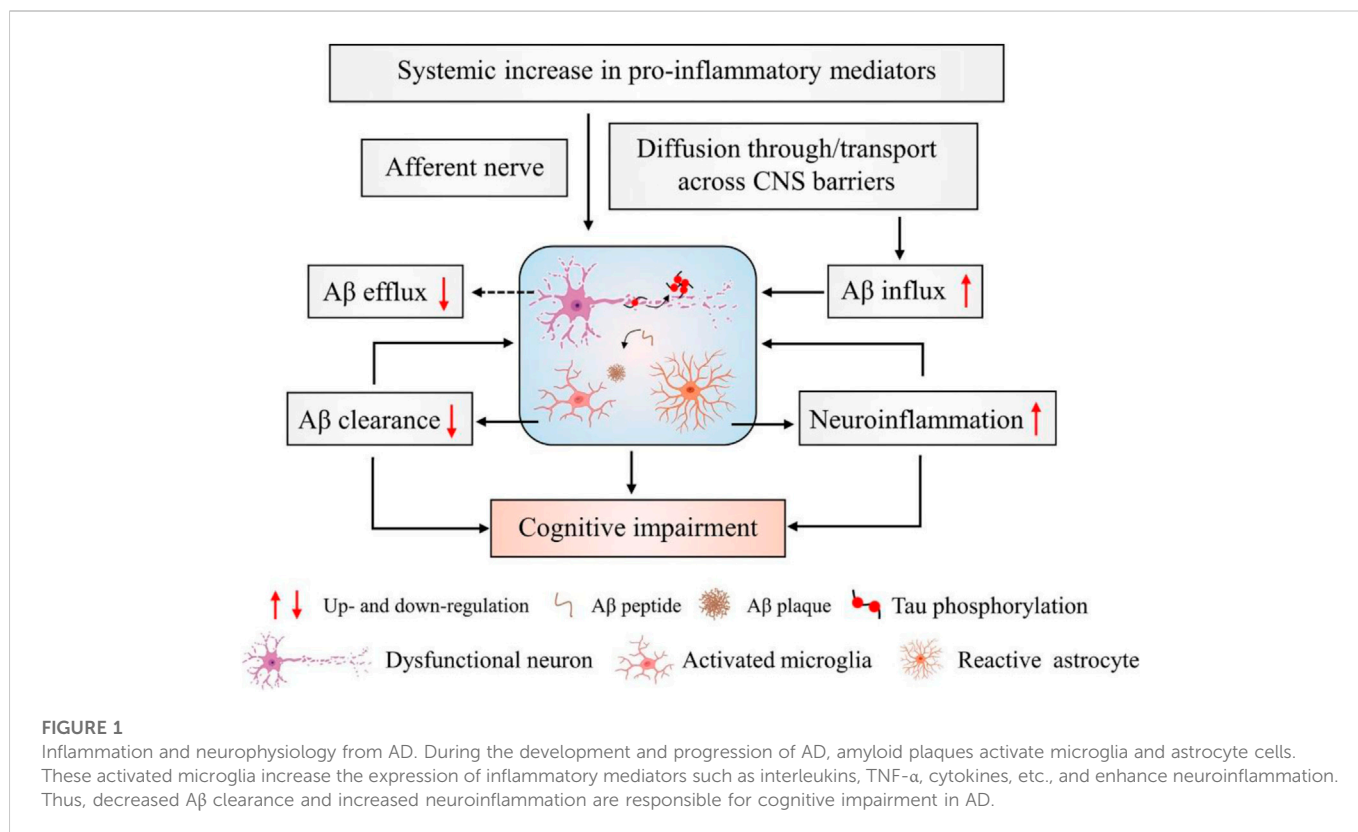 Systemic increase in pro-inflammatory mediators
Afferent nerve
Diffusion through/transport
across CNS barriers
Aβ efflux
Aβ influx
Aβ clearance
Neuroinflammation
Cognitive impairment
Up- and down-regulation
Aβ peptide
Aβ plaque
Tau phosphorylation
Dysfunctional neuron
Activated microglia
Reactive astrocyte
FIGURE 1
Inflammation and neurophysiology from AD. During the development and progression of AD, amyloid plaques activate microglia and astrocyte cells.
These activated microglia increase the expression of inflammatory mediators such as interleukins, TNF-α, cytokines, etc., and enhance neuroinflammation.
Thus, decreased Aβ clearance and increased neuroinflammation are responsible for cognitive impairment in AD.